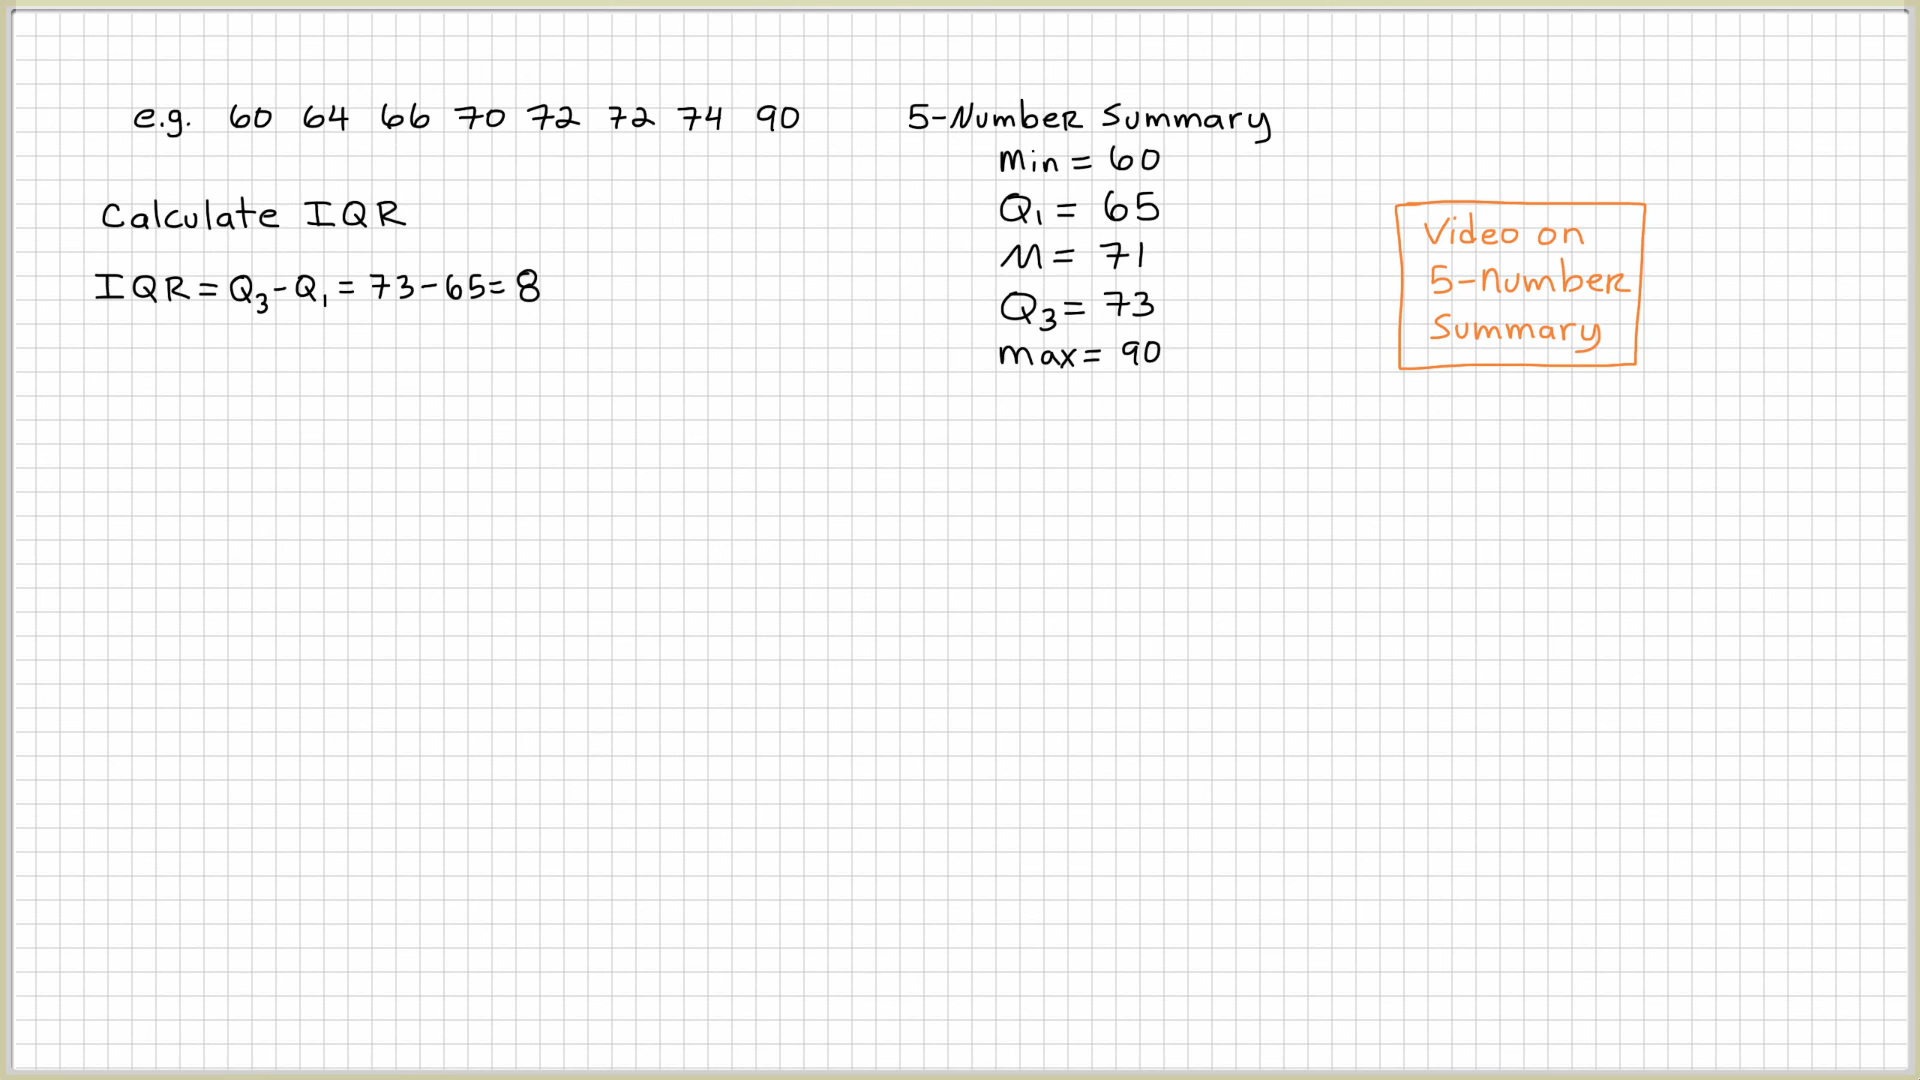 e.g. 60 64 66 70 72 72 74 90
Calculate IQR
IQR = Q₃ - Q₁ = 73 - 65 = 8
5-Number Summary
min = 60
Q₁ = 65
M = 71
Q₃ = 73
max = 90
Video on
5-number
Summary